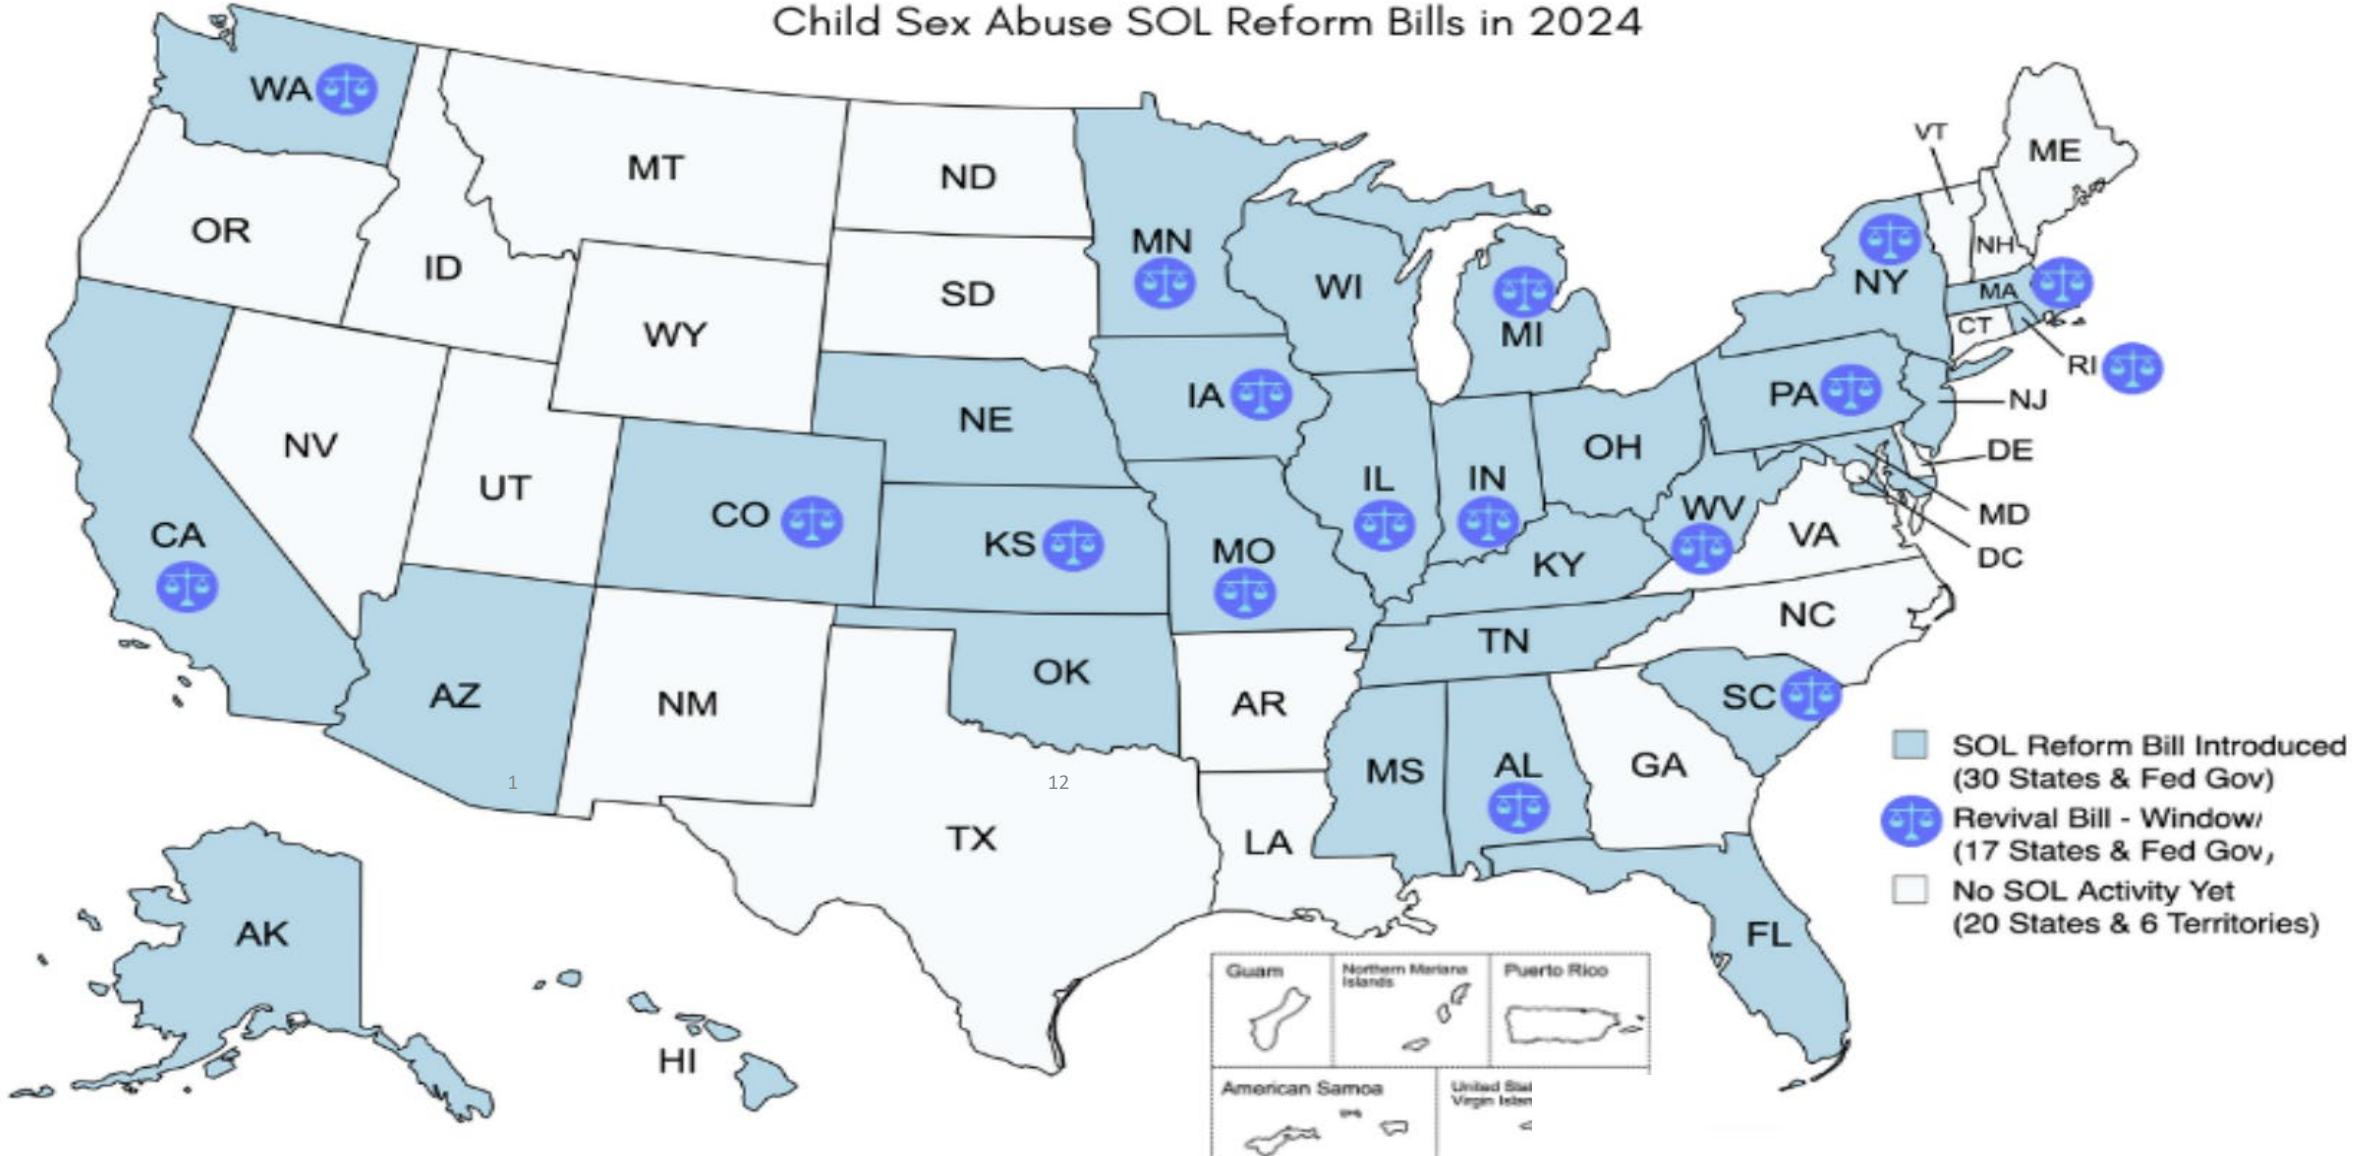 Child Sex Abuse SOL Reform Bills in 2024
WA
MT
ND
MN
VT
ME
OR
ID
SD
WI
MI
NY
NH
MA
CT
RI
WY
NE
IA
PA
NJ
NV
UT
CO
KS
MO
IL
IN
OH
WV
VA
DE
MD
DC
CA
KY
NC
TN
AZ
NM
OK
AR
SC
MS
AL
GA
TX
LA
1
12
AK
HI
FL
SOL Reform Bill Introduced
(30 States & Fed Gov)
Revival Bill - Window/
(17 States & Fed Gov,
No SOL Activity Yet
(20 States & 6 Territories)
Guam
Northern Mariana
Islands
Puerto Rico
American Samoa
United Stat
Virgin Islan